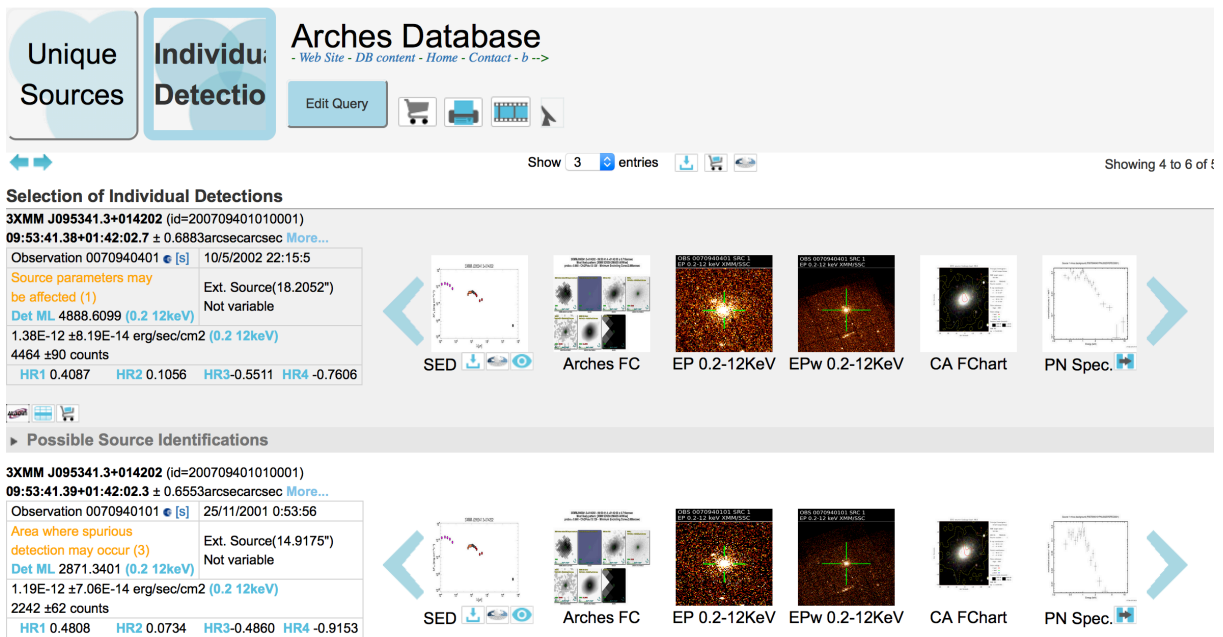 Unique
Sources
Individua
Detectio
Arches Database
- Web Site - DB content - Home - Contact - b -->
Edit Query
Show 3 entries
Showing 4 to 6 of 5
Selection of Individual Detections
3XMM J095341.3+014202 (id=200709401010001)
09:53:41.38+01:42:02.7 ± 0.6883arcsecarcsec More...
Observation 0070940401 [s] 10/5/2002 22:15:5
Source parameters may
be affected (1)
Det ML 4888.6099 (0.2 12keV)
Ext. Source(18.2052")
Not variable
1.38E-12 ±8.19E-14 erg/sec/cm2 (0.2 12keV)
4464 ±90 counts
HR1 0.4087 HR2 0.1056 HR3-0.5511 HR4 -0.7606
OBS 0070940401 SRC 1
EP 0.2-12 keV XMM/SSC
OBS 0070940401 SRC 1
EP 0.2-12 keV XMM/SSC
SED
Arches FC
EP 0.2-12KeV
EPw 0.2-12KeV
CA FChart
PN Spec.
Possible Source Identifications
3XMM J095341.3+014202 (id=200709401010001)
09:53:41.39+01:42:02.3 ± 0.6553arcsecarcsec More...
Observation 0070940101 [s] 25/11/2001 0:53:56
Area where spurious
detection may occur (3)
Det ML 2871.3401 (0.2 12keV)
Ext. Source(14.9175")
Not variable
1.19E-12 ±7.06E-14 erg/sec/cm2 (0.2 12keV)
2242 ±62 counts
HR1 0.4808 HR2 0.0734 HR3-0.4860 HR4 -0.9153
OBS 0070940101 SRC 1
EP 0.2-12 keV XMM/SSC
OBS 0070940101 SRC 1
EP 0.2-12 keV XMM/SSC
SED
Arches FC
EP 0.2-12KeV
EPw 0.2-12KeV
CA FChart
PN Spec.